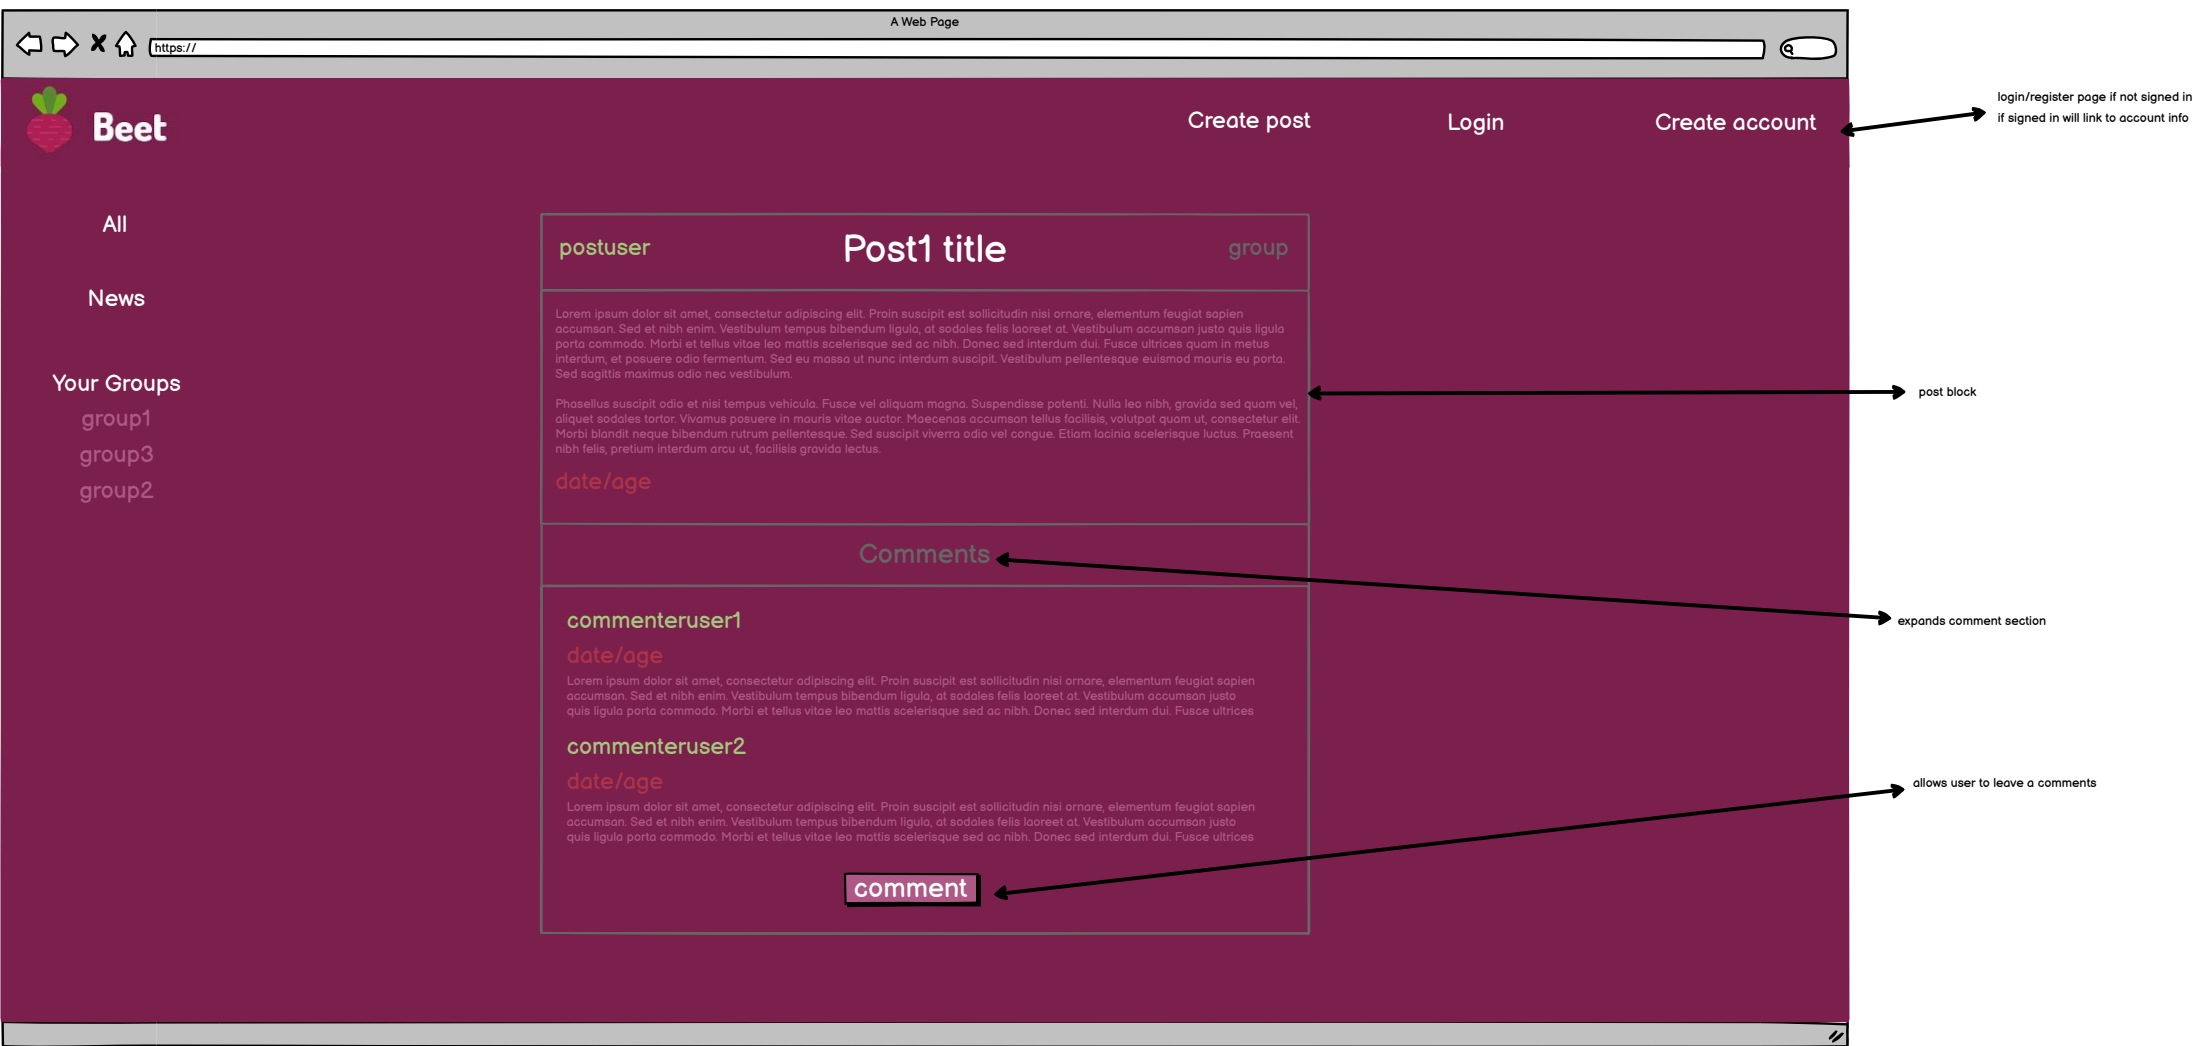 A Web Page
https://
Beet
Create post
Login
Create account
login/register page if not signed in
if signed in will link to account info
All
News
Your Groups
group1
group3
group2
postuser
Post1 title
group
Lorem ipsum dolor sit amet, consectetur adipiscing elit. Proin suscipit est sollicitudin nisi ornare, elementum feugiat sapien
accumsan. Sed et nibh enim. Vestibulum tempus bibendum ligula, at sodales felis laoreet at. Vestibulum accumsan justo quis ligula
porta commodo. Morbi et tellus vitae leo mattis scelerisque sed ac nibh. Donec sed interdum dui. Fusce ultrices quam in metus
interdum, et posuere odio fermentum. Sed eu massa ut nunc interdum suscipit. Vestibulum pellentesque euismod mauris eu porta.
Sed sagittis maximus odio nec vestibulum.
Phasellus suscipit odio et nisi tempus vehicula. Fusce vel aliquam magna. Suspendisse potenti. Nulla leo nibh, gravida sed quam vel,
aliquet sodales tortor. Vivamus posuere in mauris vitae auctor. Maecenas accumsan tellus facilisis, volutpat quam ut, consectetur elit.
Morbi blandit neque bibendum rutrum pellentesque. Sed suscipit viverra odio vel congue. Etiam lacinia scelerisque luctus. Praesent
nibh felis, pretium interdum arcu ut, facilisis gravida lectus.
date/age
post block
Comments
expands comment section
commenteruser1
date/age
Lorem ipsum dolor sit amet, consectetur adipiscing elit. Proin suscipit est sollicitudin nisi ornare, elementum feugiat sapien
accumsan. Sed et nibh enim. Vestibulum tempus bibendum ligula, at sodales felis laoreet at. Vestibulum accumsan justo
quis ligula porta commodo. Morbi et tellus vitae leo mattis scelerisque sed ac nibh. Donec sed interdum dui. Fusce ultrices
commenteruser2
date/age
Lorem ipsum dolor sit amet, consectetur adipiscing elit. Proin suscipit est sollicitudin nisi ornare, elementum feugiat sapien
accumsan. Sed et nibh enim. Vestibulum tempus bibendum ligula, at sodales felis laoreet at. Vestibulum accumsan justo
quis ligula porta commodo. Morbi et tellus vitae leo mattis scelerisque sed ac nibh. Donec sed interdum dui. Fusce ultrices
allows user to leave a comments
comment